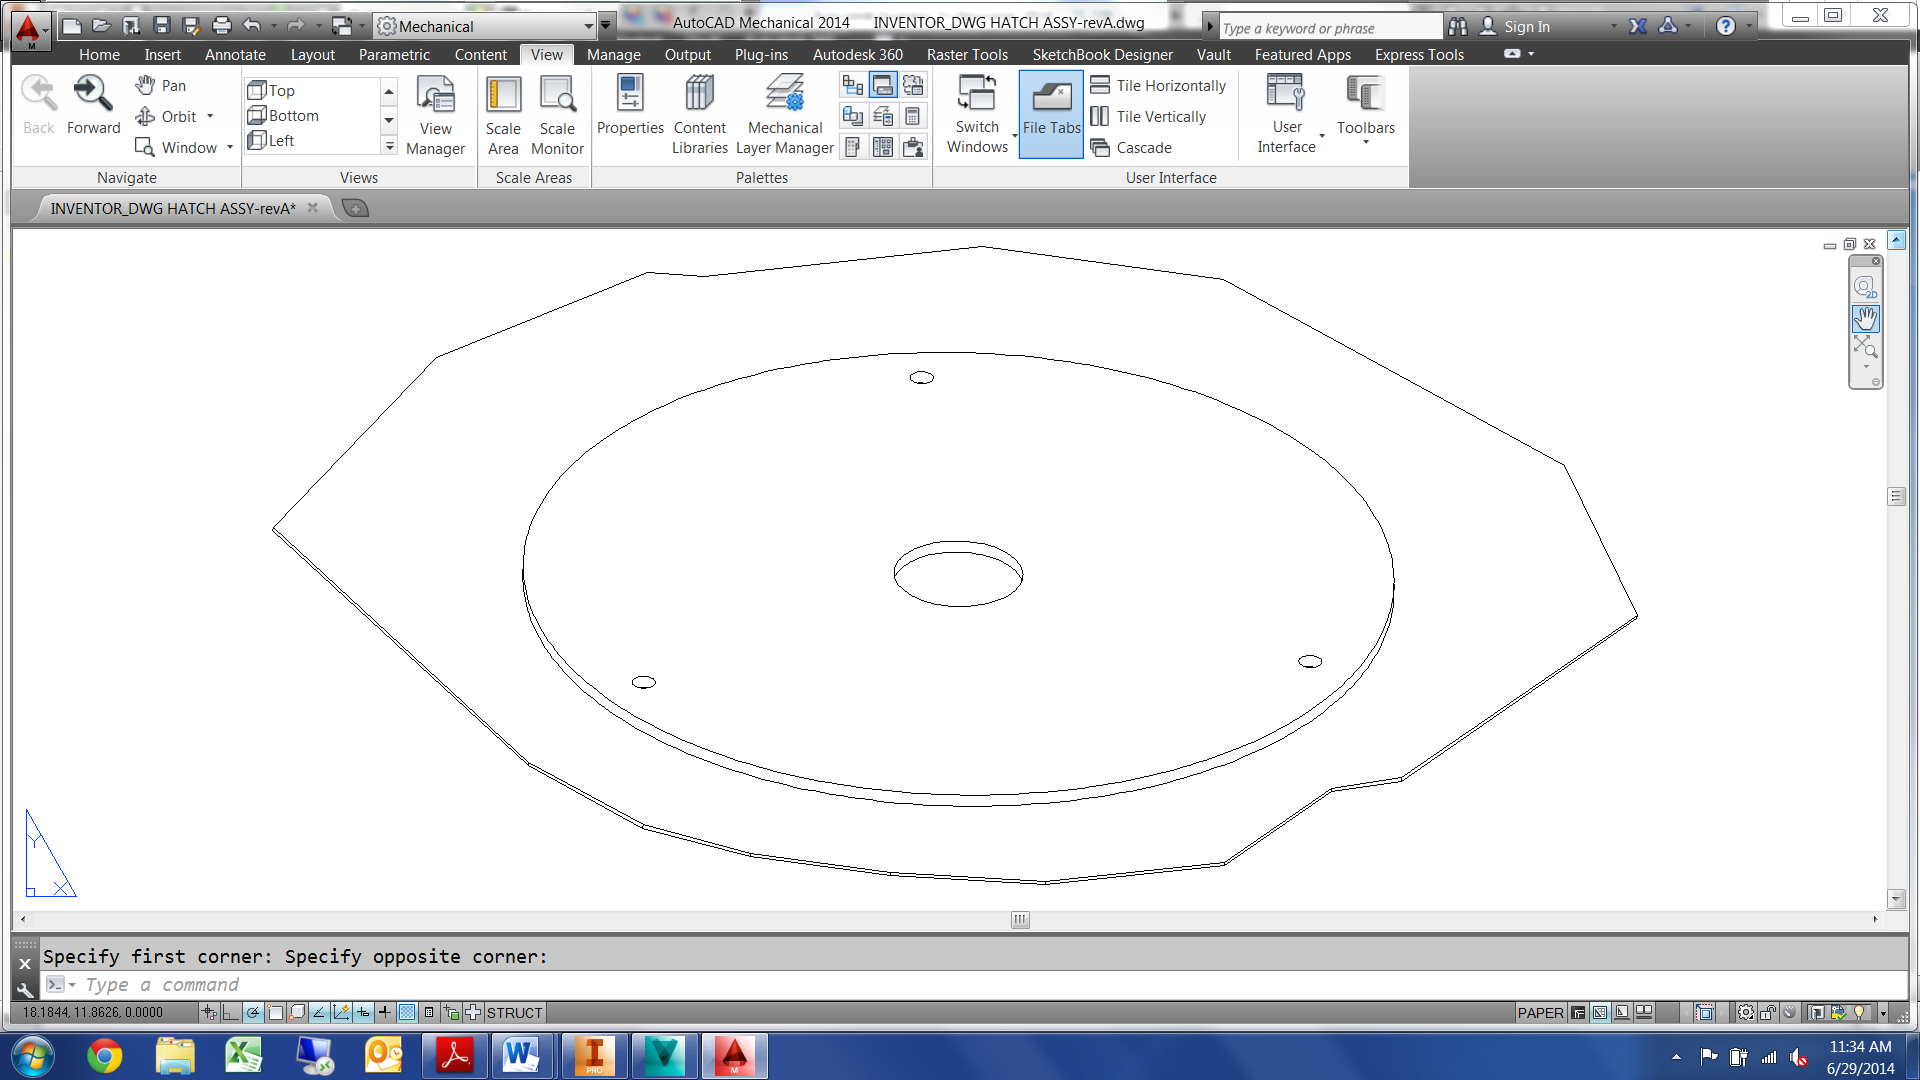 AutoCAD Mechanical 2014 INVENTOR_DWG HATCH ASSY-revA.dwg
Mechanical
Type a keyword or phrase
Sign In
Home Insert Annotate Layout Parametric Content View Manage Output Plug-ins Autodesk 360 Raster Tools SketchBook Designer Vault Featured Apps Express Tools
Back
Forward
Pan
Orbit
Window
Navigate
Top
Bottom
Left
View Manager
Views
Scale Area
Scale Monitor
Scale Areas
Properties
Content Libraries
Mechanical Layer Manager
Palettes
Switch Windows
File Tabs
Tile Horizontally
Tile Vertically
Cascade
User Interface
Toolbars
User Interface
INVENTOR_DWG HATCH ASSY-revA*
2D
Y
X
Specify first corner: Specify opposite corner:
Type a command
18.1844, 11.8626, 0.0000
STRUCT
PAPER
PRO
M
11:34 AM
6/29/2014